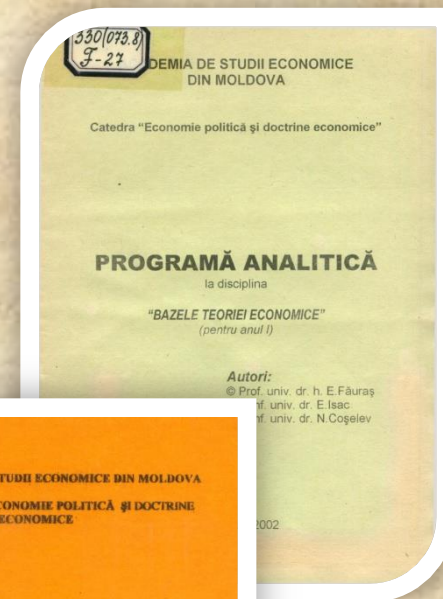 330(073.8)
F-27
DEMIA DE STUDII ECONOMICE
DIN MOLDOVA
Catedra “Economie politică şi doctrine economice”
PROGRAMĂ ANALITICĂ
la disciplina
“BAZELE TEORIEI ECONOMICE”
(pentru anul I)
Autori:
© Prof. univ. dr. h. E.Făuraş
nf. univ. dr. E.Isac
nf. univ. dr. N.Coşelev
2002
TUDII ECONOMICE DIN MOLDOVA
CONOMIE POLITICĂ ŞI DOCTRINE
ECONOMICE